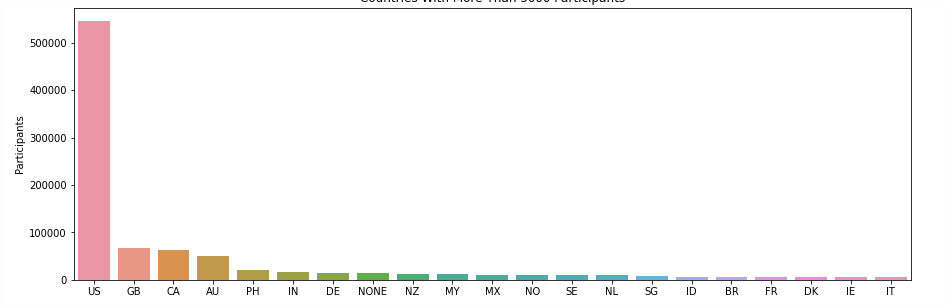 Countries With More Than 5000 Participants
500000
400000
300000
200000
100000
0
Participants
US GB CA AU PH IN DE NONE NZ MY MX NO SE NL SG ID BR FR DK IE IT